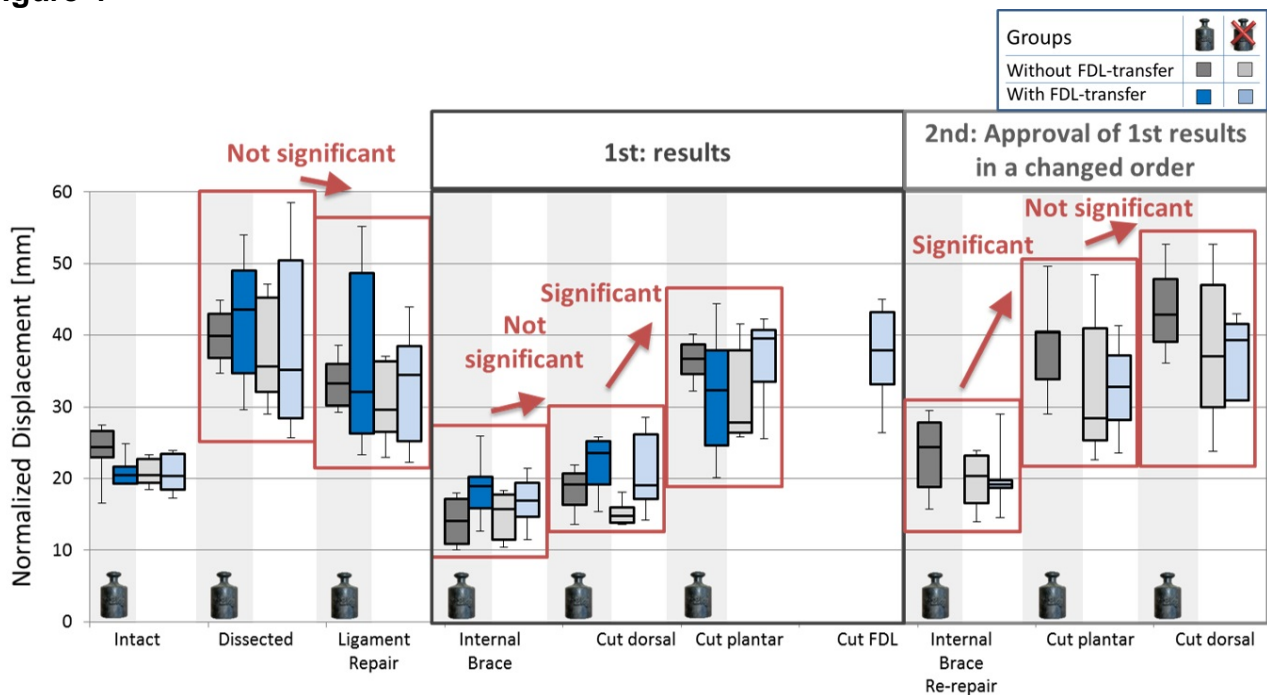 Groups
Without FDL-transfer
With FDL-transfer
1st: results
2nd: Approval of 1st results
in a changed order
Not significant
Not
significant
Significant
Significant
Not significant
Normalized Displacement [mm]
60
50
40
30
20
10
0
Intact
Dissected
Ligament
Repair
Internal
Brace
Cut dorsal
Cut plantar
Cut FDL
Internal
Brace
Re-repair
Cut plantar
Cut dorsal